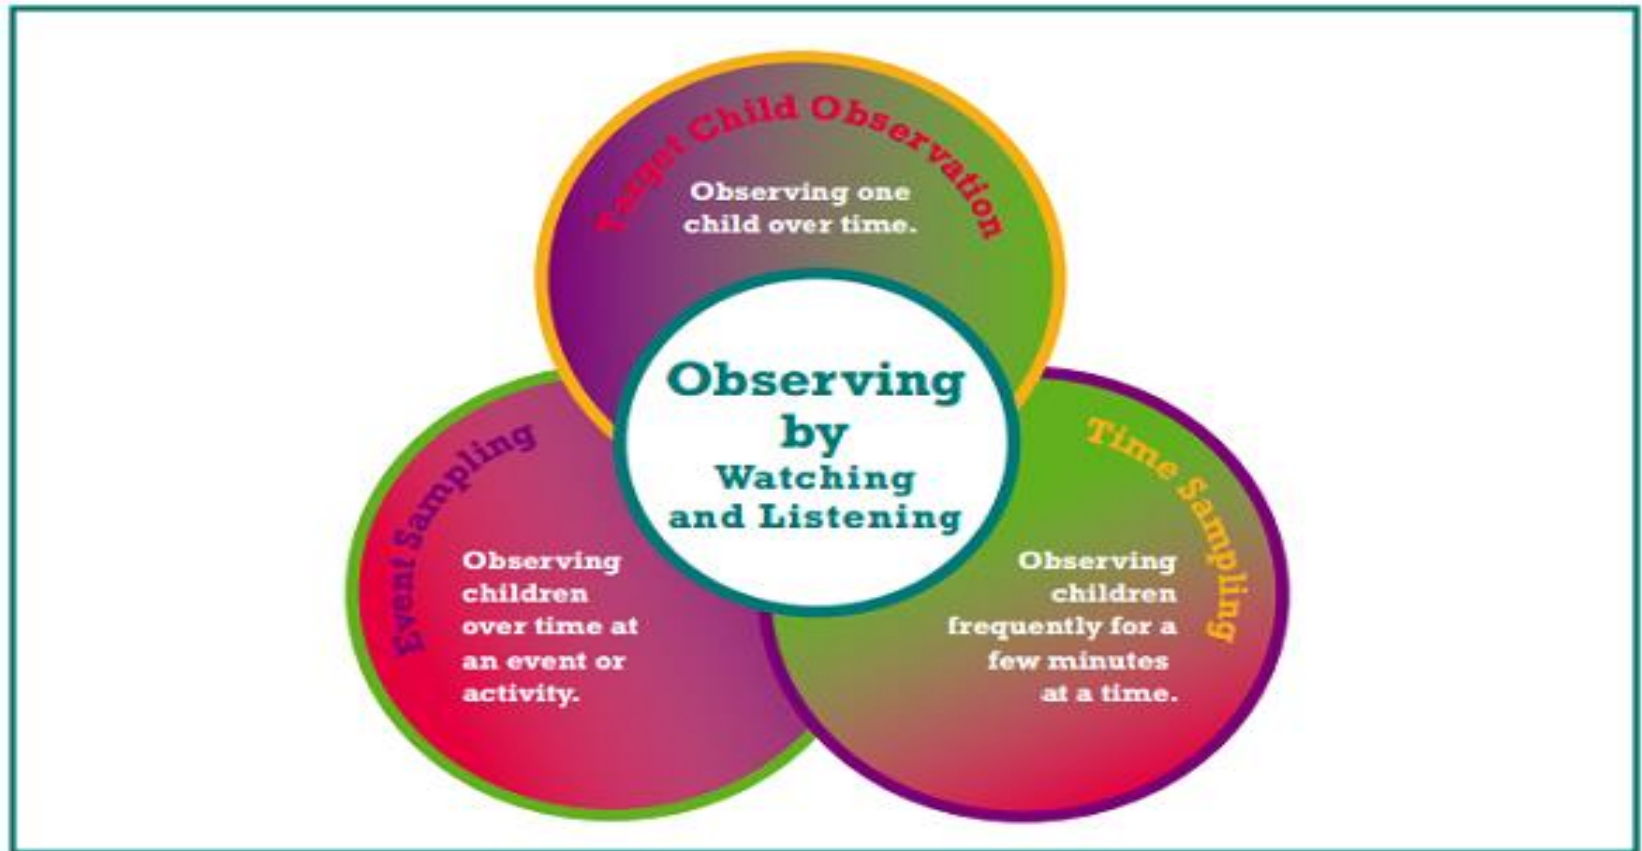 Target Child Observation
Observing one
child over time.
Observing
by
Watching
and Listening
Event Sampling
Observing
children
over time at
an event or
activity.
Time Sampling
Observing
children
frequently for a
few minutes
at a time.